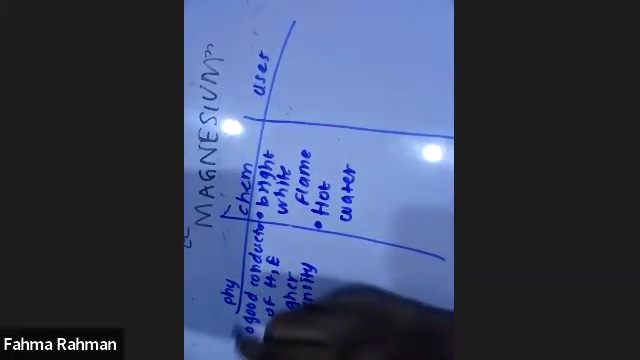 "MAGNESIUM"
phy
chem
uses
• good conductor
of H,E
• bright
white
flame
• Hot
water
Fahma Rahman